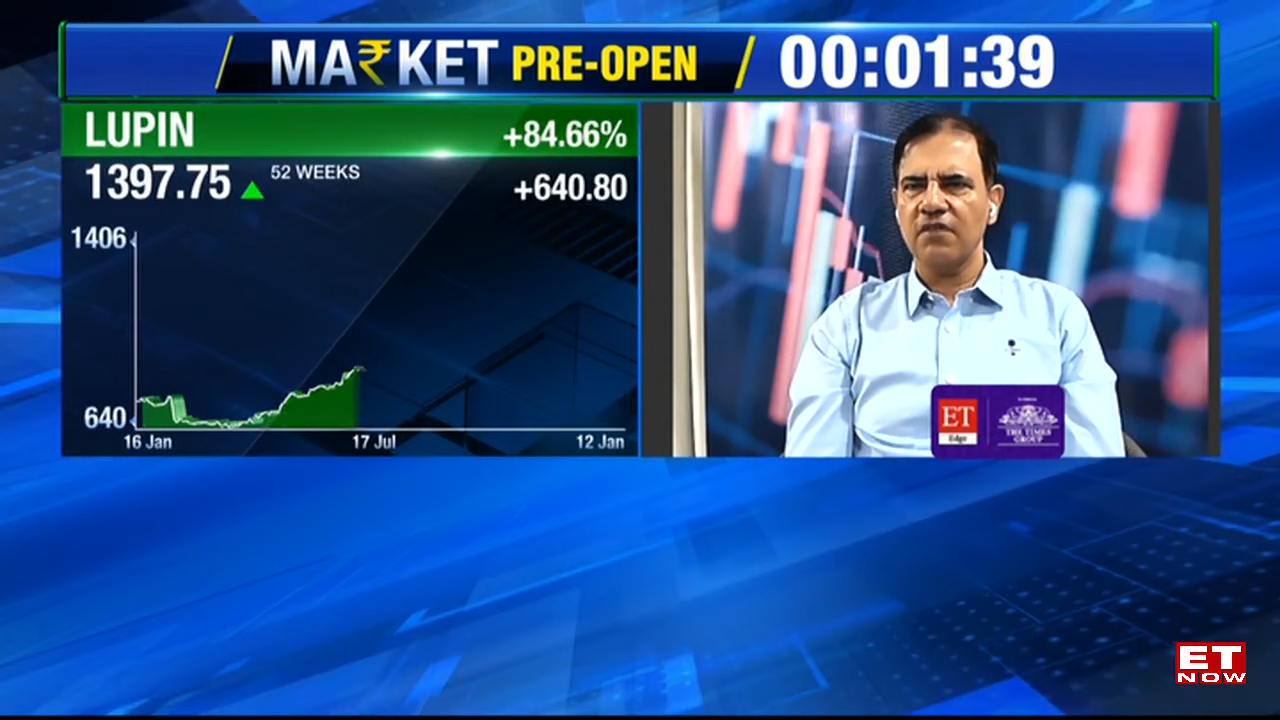 MA₹KET PRE-OPEN 00:01:39
LUPIN +84.66%
1397.75 52 WEEKS +640.80
1406
640
16 Jan 17 Jul 12 Jan
ET
Edge
THE TIMES
GROUP
ET
NOW